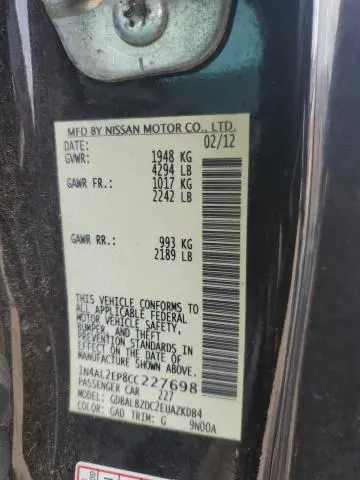 MFD BY NISSAN MOTOR CO., LTD.
DATE: 02/12
GVWR: 1948 KG
4294 LB
GAWR FR.: 1017 KG
2242 LB
GAWR RR.: 993 KG
2189 LB
THIS VEHICLE CONFORMS TO
ALL APPLICABLE FEDERAL
MOTOR VEHICLE SAFETY,
BUMPER, AND THEFT
PREVENTION STANDARDS
IN EFFECT ON THE DATE OF
MANUFACTURE SHOWN ABOVE.
1N4AL2EP8CC227698
PASSENGER CAR 227
MODEL: GDBALBZDC2EUAZKDB4
COLOR: GAD TRIM: G 9N00A